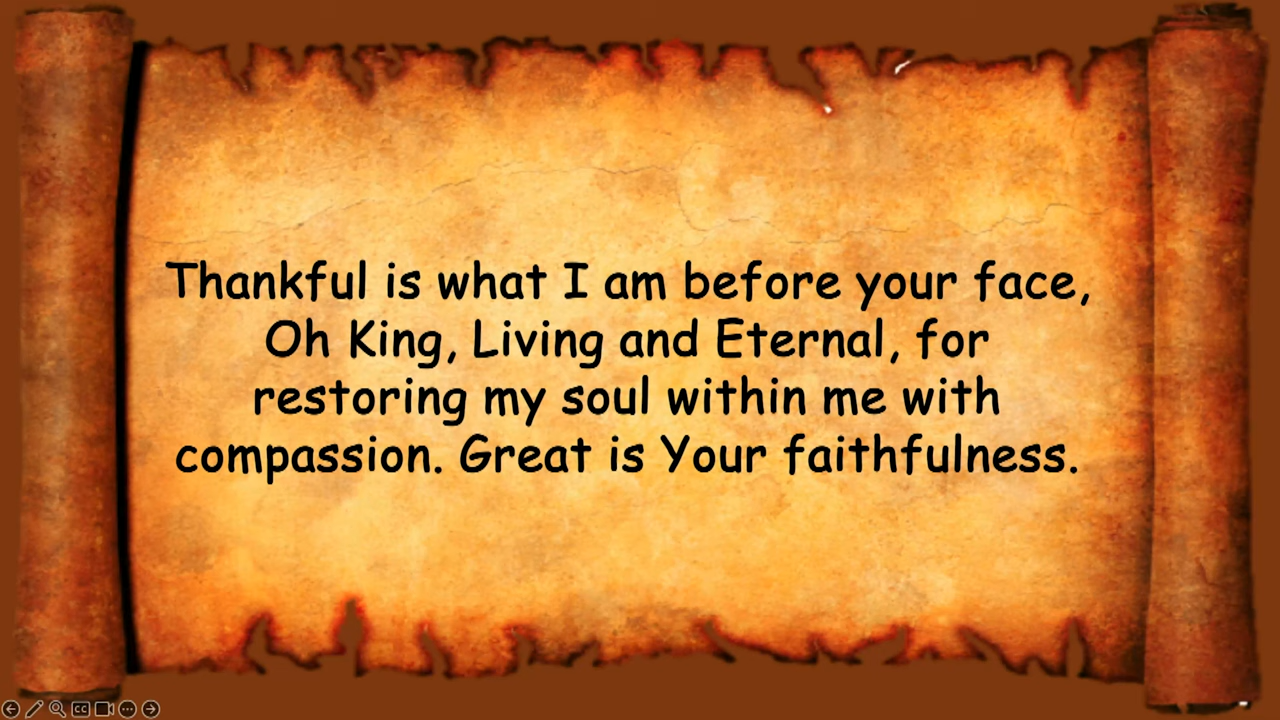 Thankful is what I am before your face,
Oh King, Living and Eternal, for
restoring my soul within me with
compassion. Great is Your faithfulness.